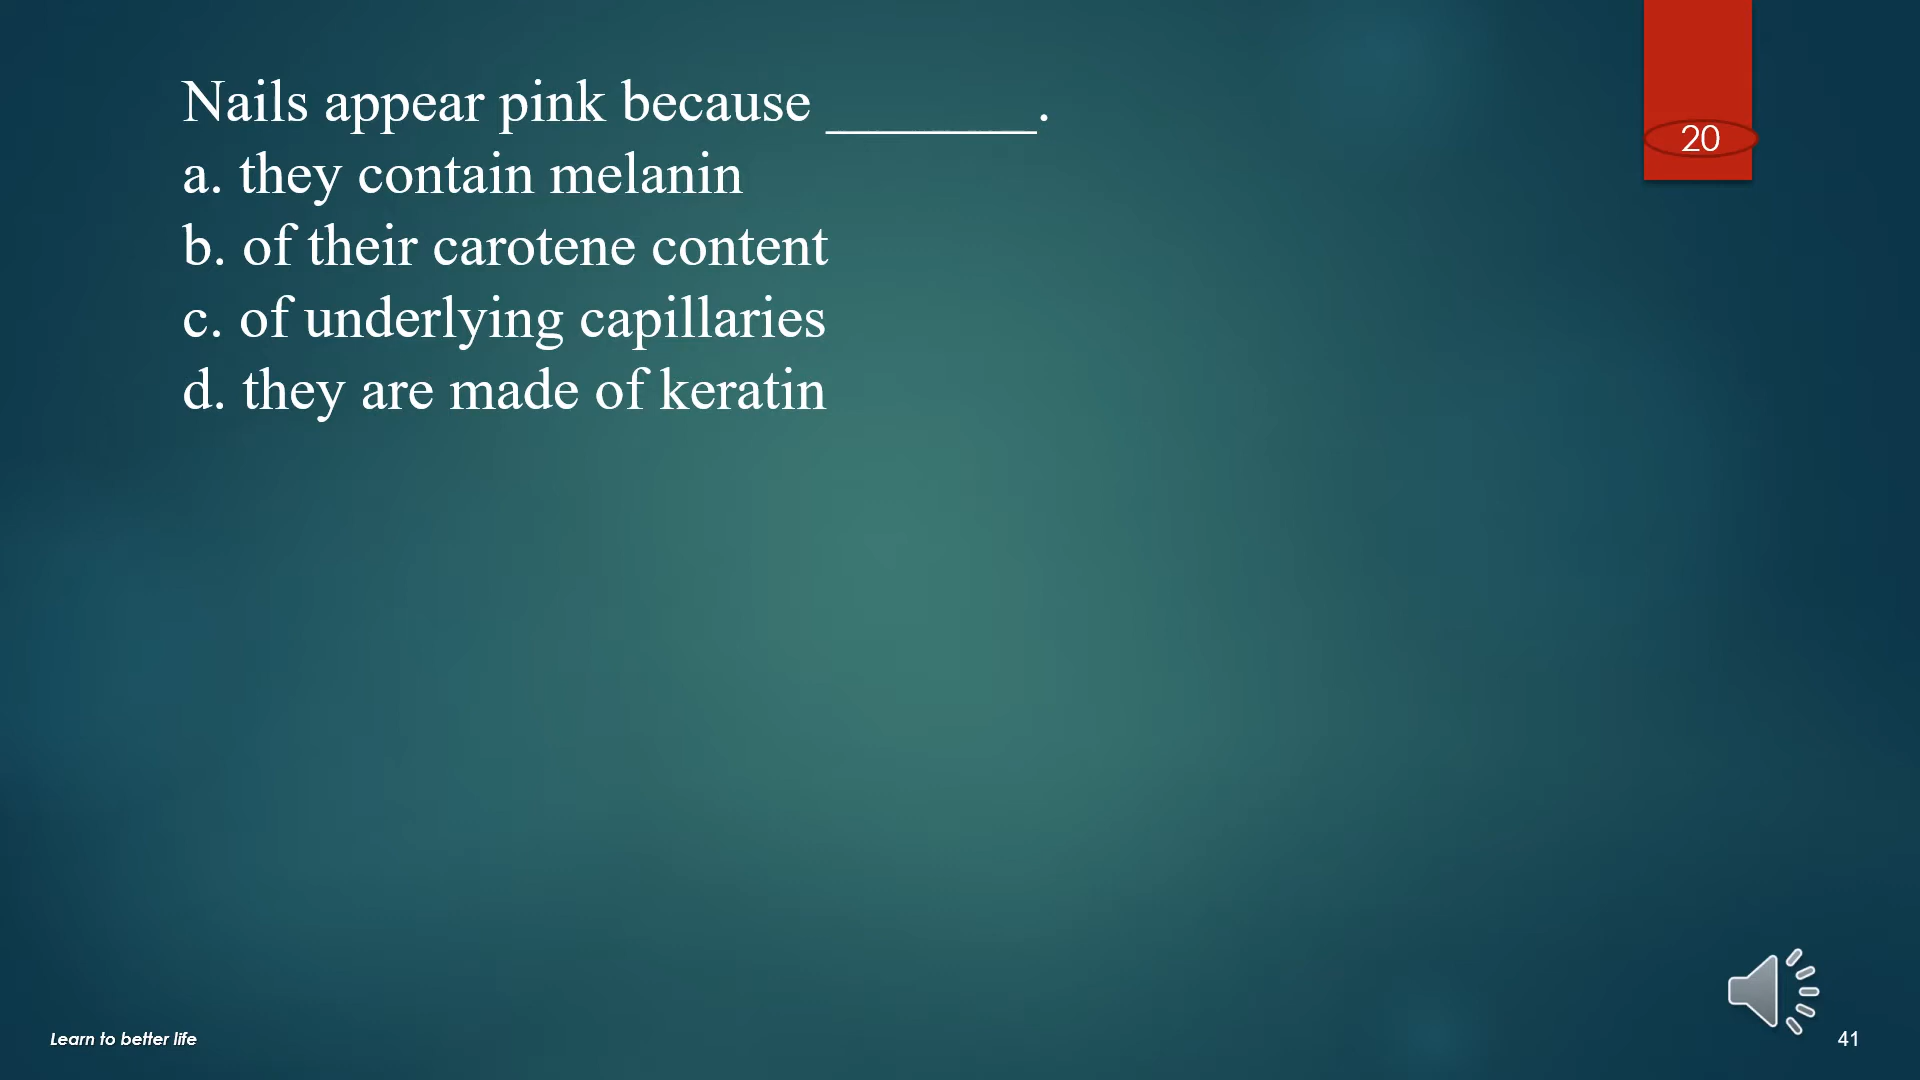 Nails appear pink because ________.
a. they contain melanin
b. of their carotene content
c. of underlying capillaries
d. they are made of keratin
20
Learn to better life
41